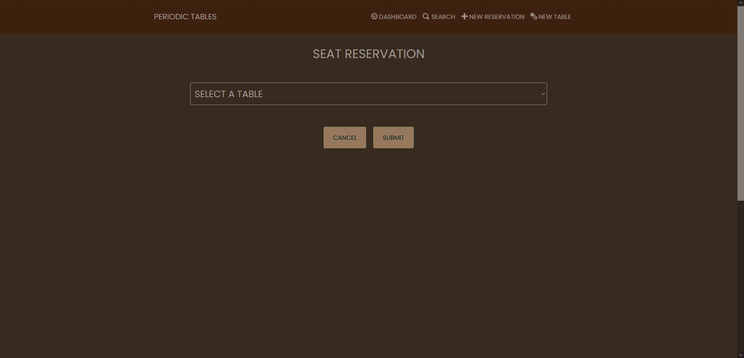 PERIODIC TABLES
DASHBOARD SEARCH NEW RESERVATION NEW TABLE
SEAT RESERVATION
SELECT A TABLE
CANCEL SUBMIT